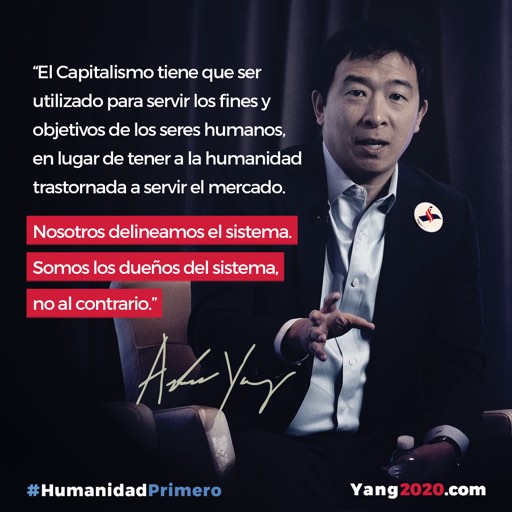 “El Capitalismo tiene que ser
utilizado para servir los fines y
objetivos de los seres humanos,
en lugar de tener a la humanidad
trastornada a servir el mercado.
Nosotros delineamos el sistema.
Somos los dueños del sistema,
no al contrario.”
Andrew Yang
#HumanidadPrimero
Yang2020.com